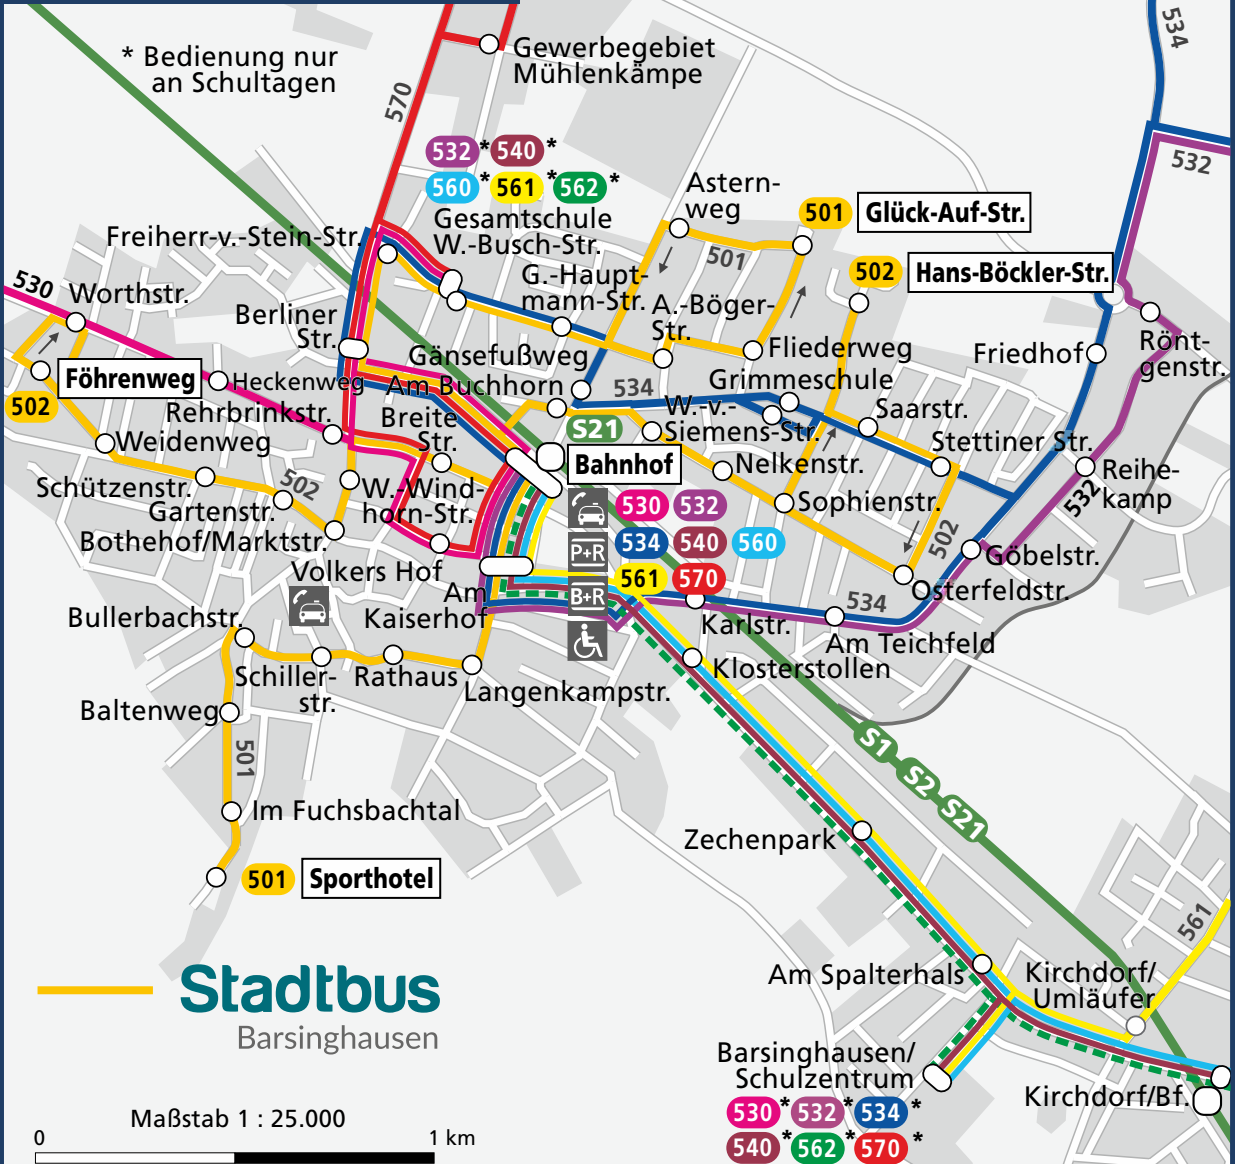 * Bedienung nur
an Schultagen
570
Gewerbegebiet
Mühlenkämpe
534
532
532 * 540 *
560 * 561 * 562 *
Gesamtschule
W.-Busch-Str.
Astern-
weg
501 Glück-Auf-Str.
501
502 Hans-Böckler-Str.
Freiherr-v.-Stein-Str.
G.-Haupt-
mann-Str.
A.-Böger-
Str.
530
Worthstr.
Berliner
Str.
Gänsefußweg
Fliederweg
Friedhof
Rönt-
genstr.
Föhrenweg
502
Heckenweg
Am Buchhorn
534
Grimmeschule
Rehrbrinkstr.
Breite
Str.
S21
W.-v.-
Siemens-Str.
Saarstr.
Weidenweg
Stettiner Str.
Bahnhof
Nelkenstr.
Reihe-
kamp
532
Schützenstr.
502
W.-Wind-
horn-Str.
Gartenstr.
Sophienstr.
530 532
Bothehof/Marktstr.
534 540 560
P+R
502
Göbelstr.
Volkers Hof
561 570
B+R
Osterfeldstr.
Am
Kaiserhof
534
Bullerbachstr.
Karlstr.
Am Teichfeld
Schiller-
str.
Rathaus
Langenkampstr.
Klosterstollen
Baltenweg
501
S1
S2
S21
Im Fuchsbachtal
Zechenpark
501 Sporthotel
561
Stadtbus
Barsinghausen
Am Spalterhals
Kirchdorf/
Umläufer
Barsinghausen/
Schulzentrum
Kirchdorf/Bf.
530 * 532 * 534 *
540 * 562 * 570 *
Maßstab 1 : 25.000
0 1 km